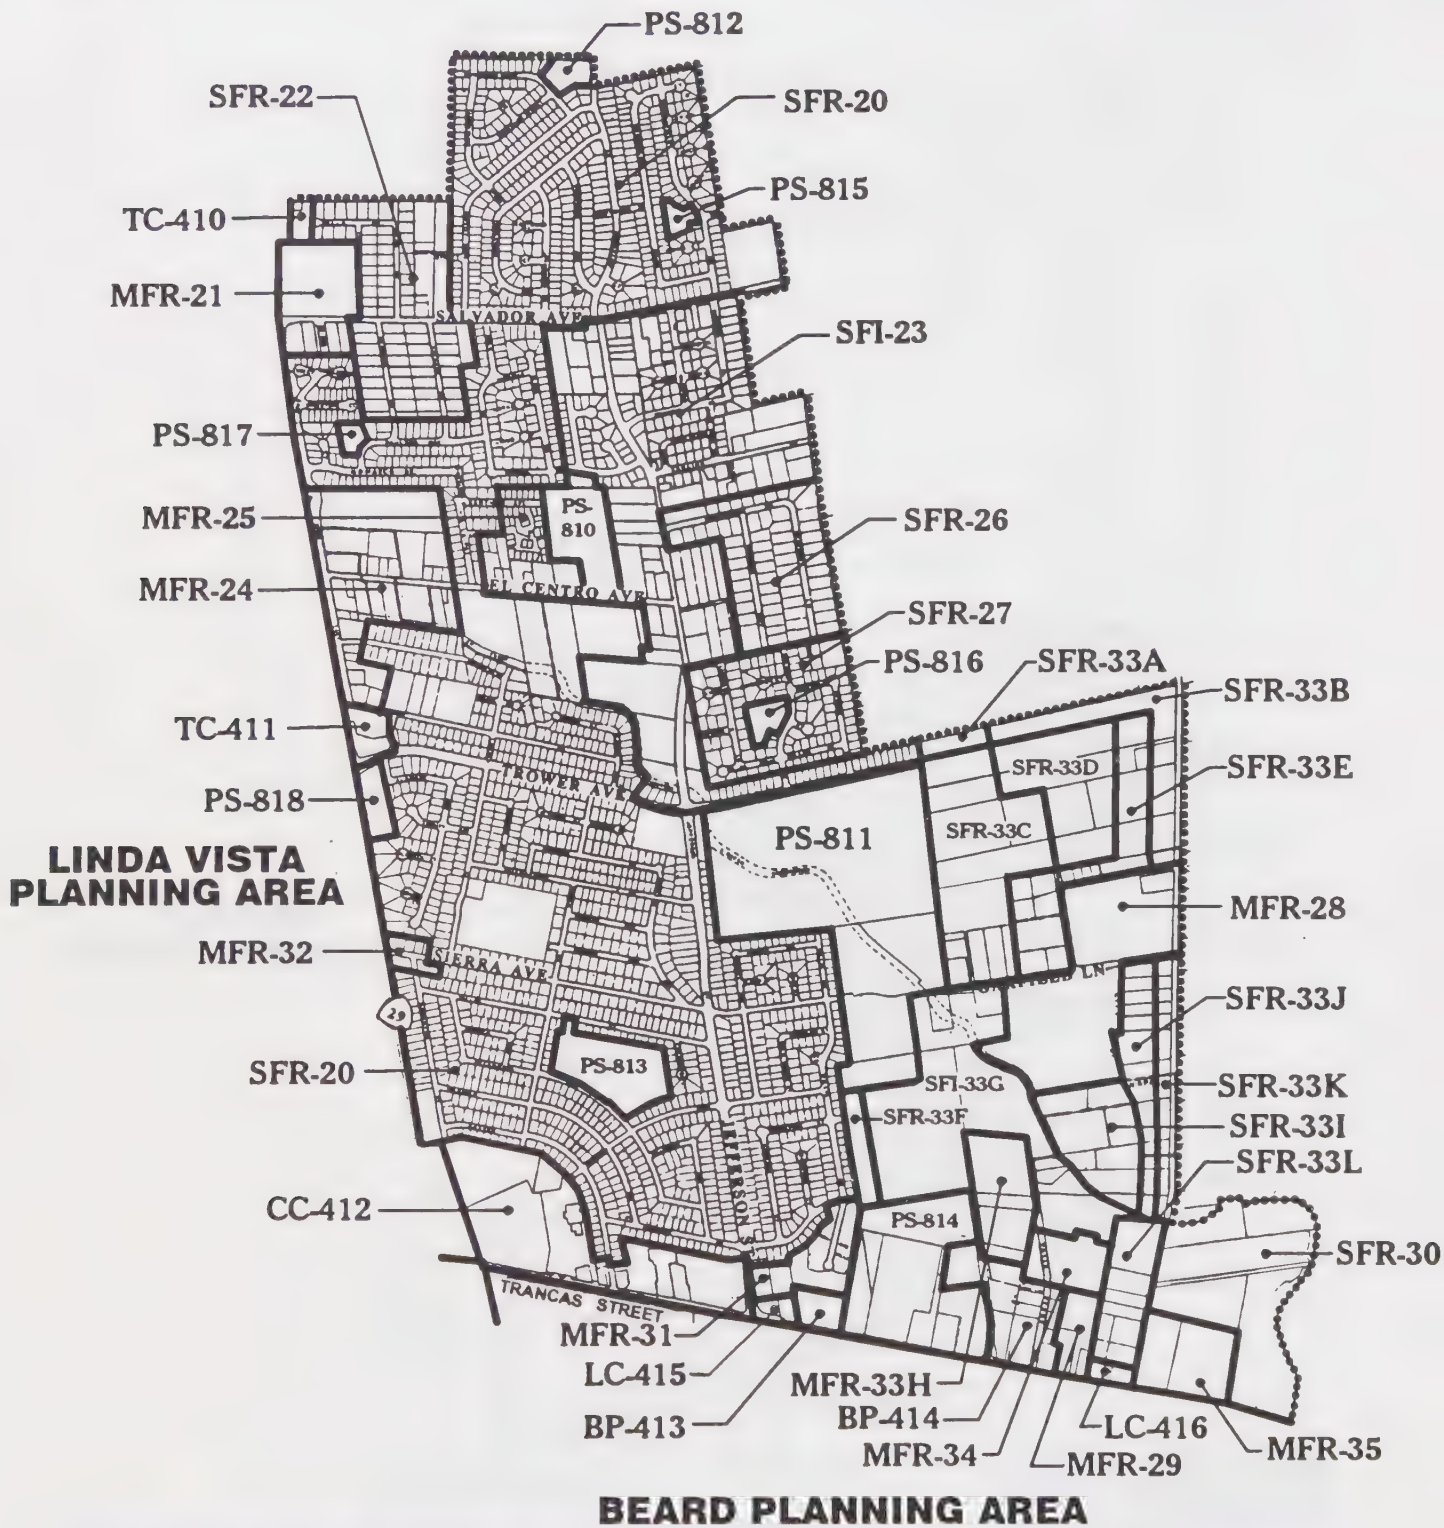 PS-812
SFR-22
SFR-20
PS-815
TC-410
MFR-21
SALVADOR AVE
SFI-23
PS-817
MFR-25
PS-
810
SFR-26
MFR-24
EL CENTRO AVE
SFR-27
PS-816
SFR-33A
SFR-33B
TC-411
TROWER AVE
SFR-33D
SFR-33E
PS-818
PS-811
SFR-33C
LINDA VISTA
PLANNING AREA
MFR-28
MFR-32
SIERRA AVE
LN
29
SFR-33J
SFR-20
PS-813
SFI-33G
SFR-33K
SFR-33F
SFR-33I
JEFFERSON ST
SFR-33L
CC-412
PS-814
SFR-30
TRANCAS STREET
MFR-31
LC-415
MFR-33H
BP-413
BP-414
LC-416
MFR-34
MFR-29
MFR-35
BEARD PLANNING AREA